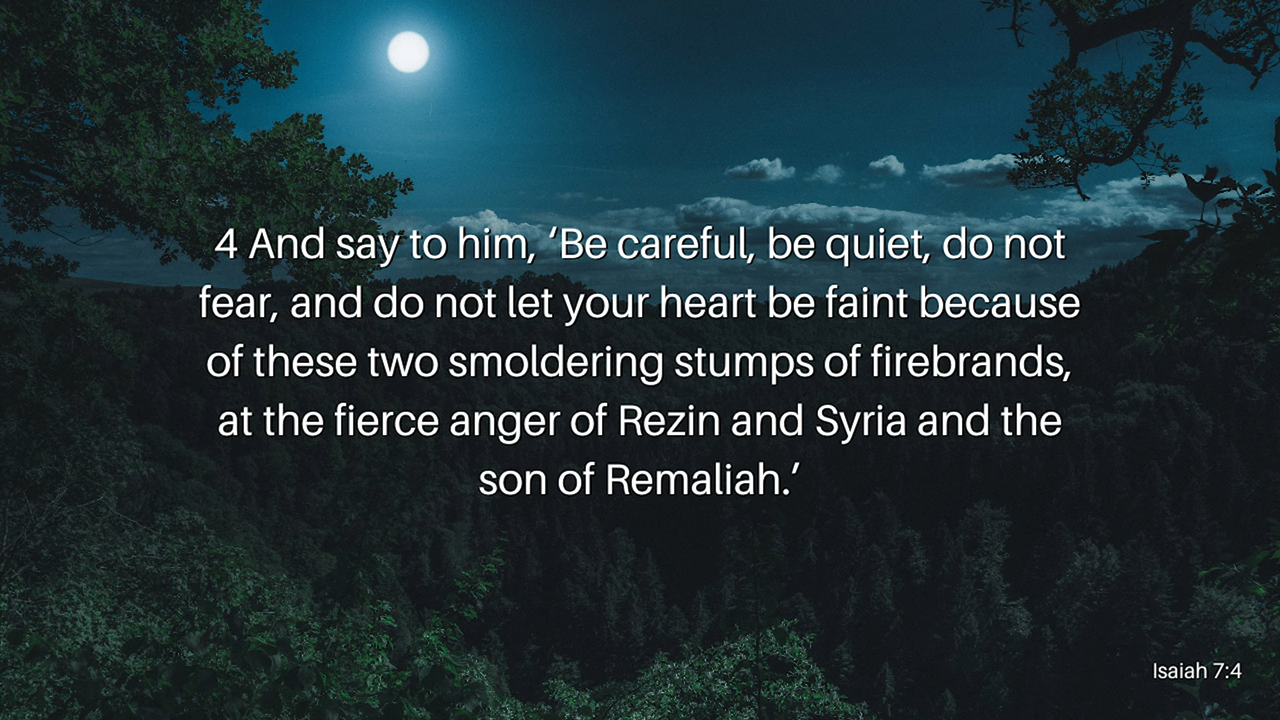 4 And say to him, ‘Be careful, be quiet, do not
fear, and do not let your heart be faint because
of these two smoldering stumps of firebrands,
at the fierce anger of Rezin and Syria and the
son of Remaliah.’
Isaiah 7:4